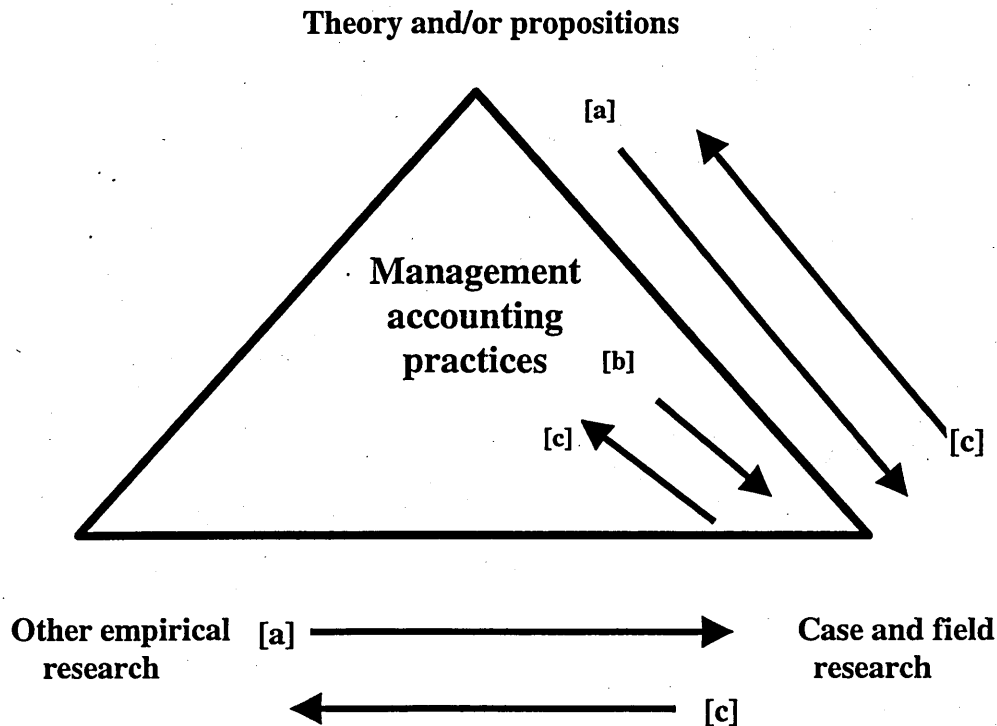 Theory and/or propositions
[a]
Management
accounting
practices
[b]
[c]
[c]
Other empirical
research
[a]
Case and field
research
[c]